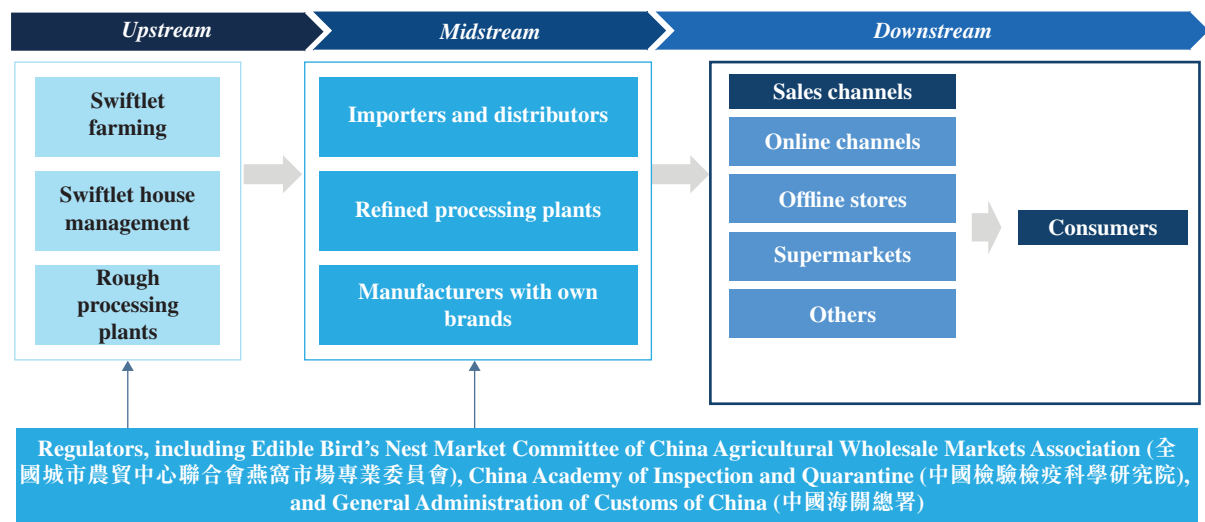 Upstream
Midstream
Downstream
Swiftlet
farming
Swiftlet house
management
Rough
processing
plants
Importers and distributors
Refined processing plants
Manufacturers with own
brands
Sales channels
Online channels
Offline stores
Supermarkets
Others
Consumers
Regulators, including Edible Bird’s Nest Market Committee of China Agricultural Wholesale Markets Association (全
國城市農貿中心聯合會燕窩市場專業委員會), China Academy of Inspection and Quarantine (中國檢驗檢疫科學研究院),
and General Administration of Customs of China (中國海關總署)